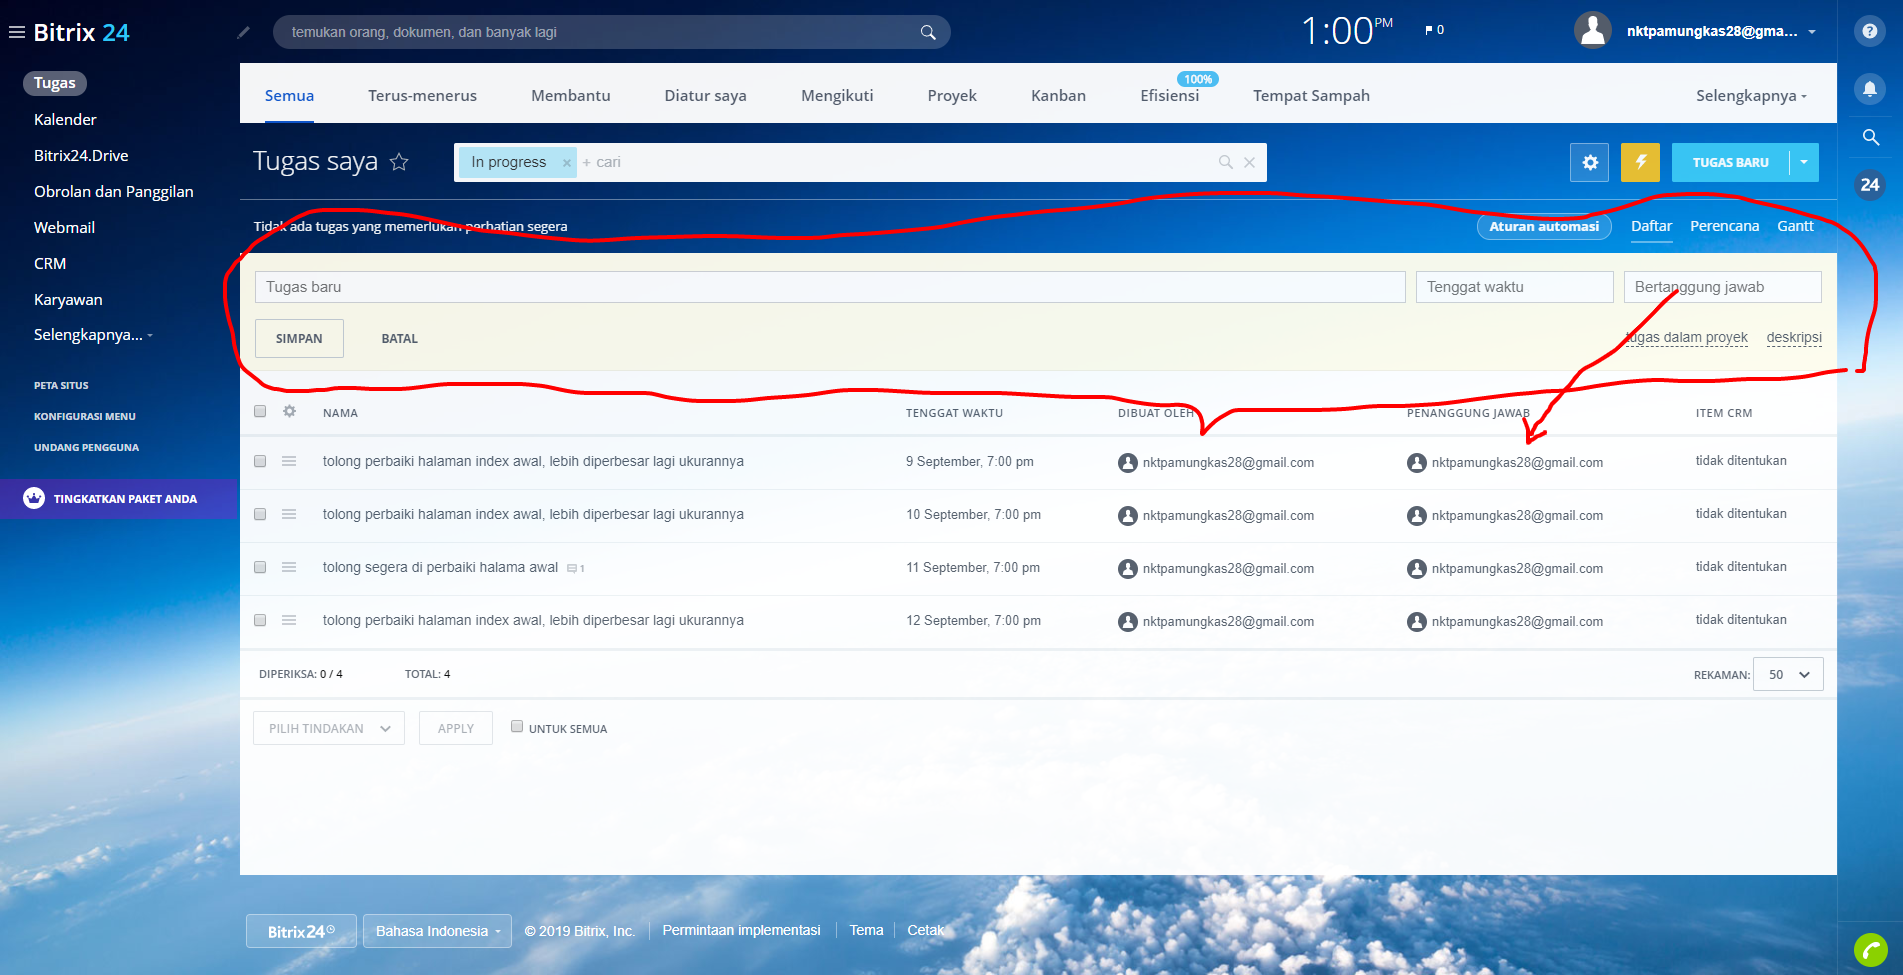 Bitrix 24
temukan orang, dokumen, dan banyak lagi
1:00 PM
0
nktpamungkas28@gma...
Tugas
Kalender
Bitrix24.Drive
Obrolan dan Panggilan
Webmail
CRM
Karyawan
Selengkapnya...
PETA SITUS
KONFIGURASI MENU
UNDANG PENGGUNA
TINGKATKAN PAKET ANDA
Semua Terus-menerus Membantu Diatur saya Mengikuti Proyek Kanban Efisiensi 100% Tempat Sampah Selengkapnya
Tugas saya
In progress × + cari
TUGAS BARU
24
Tidak ada tugas yang memerlukan perhatian segera
Aturan automasi Daftar Perencana Gantt
Tugas baru Tenggat waktu Bertanggung jawab
SIMPAN BATAL tugas dalam proyek deskripsi
NAMA TENGGAT WAKTU DIBUAT OLEH PENANGGUNG JAWAB ITEM CRM
tolong perbaiki halaman index awal, lebih diperbesar lagi ukurannya 9 September, 7:00 pm nktpamungkas28@gmail.com nktpamungkas28@gmail.com tidak ditentukan
tolong perbaiki halaman index awal, lebih diperbesar lagi ukurannya 10 September, 7:00 pm nktpamungkas28@gmail.com nktpamungkas28@gmail.com tidak ditentukan
tolong segera di perbaiki halama awal 1 11 September, 7:00 pm nktpamungkas28@gmail.com nktpamungkas28@gmail.com tidak ditentukan
tolong perbaiki halaman index awal, lebih diperbesar lagi ukurannya 12 September, 7:00 pm nktpamungkas28@gmail.com nktpamungkas28@gmail.com tidak ditentukan
DIPERIKSA: 0 / 4 TOTAL: 4 REKAMAN: 50
PILIH TINDAKAN APPLY UNTUK SEMUA
Bitrix24 Bahasa Indonesia © 2019 Bitrix, Inc. Permintaan implementasi Tema Cetak